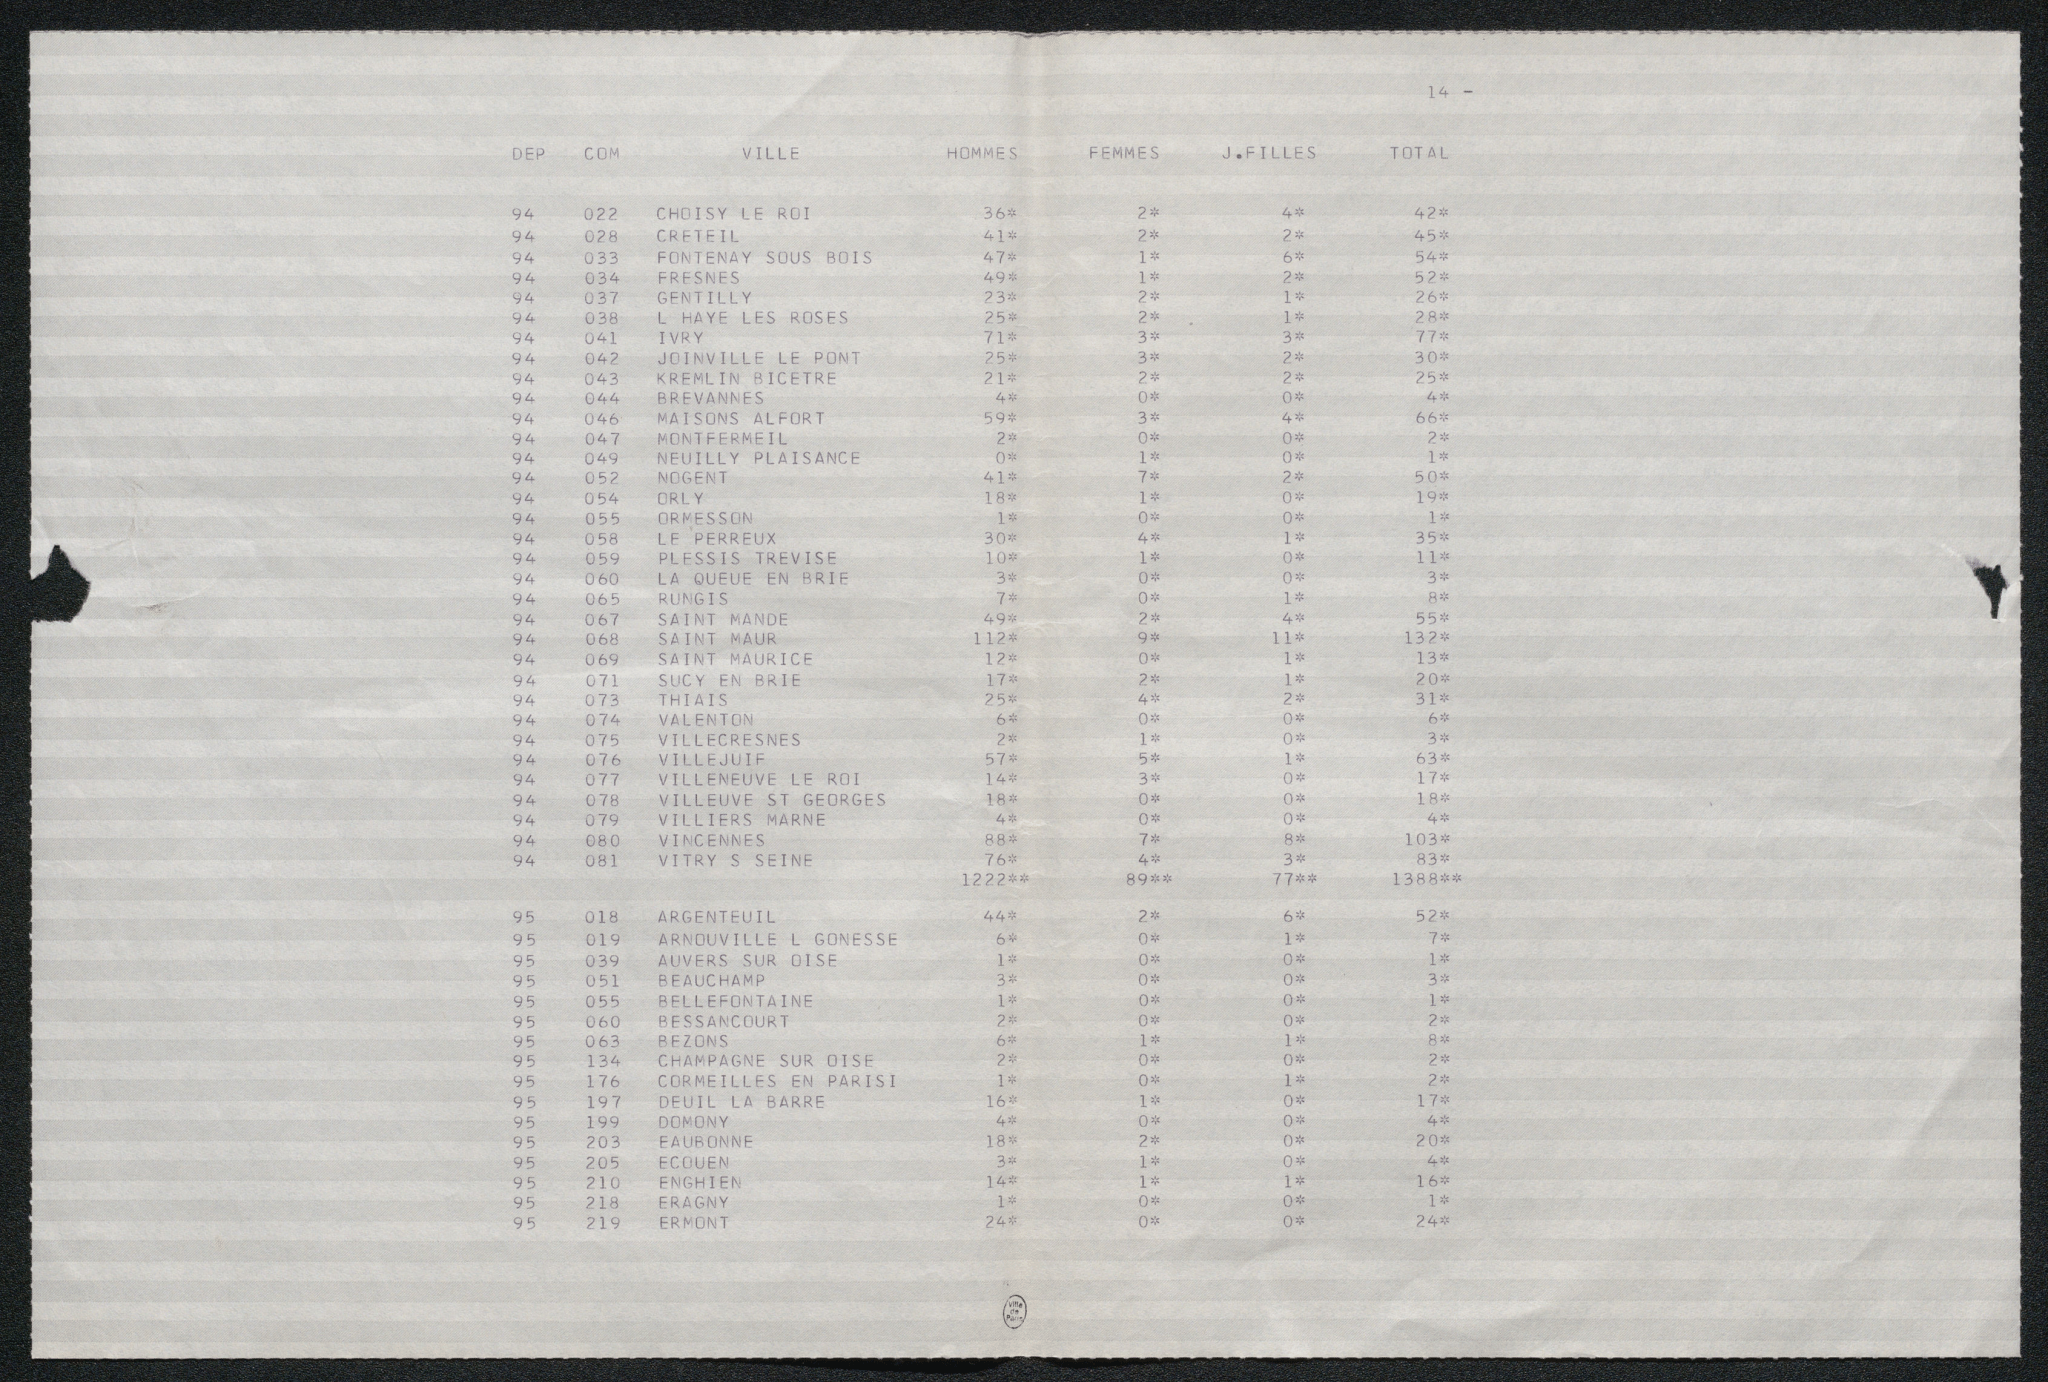 14 -
DEP COM VILLE HOMMES FEMMES J.FILLES TOTAL
94 022 CHOISY LE ROI 36* 2* 4* 42*
94 028 CRETEIL 41* 2* 2* 45*
94 033 FONTENAY SOUS BOIS 47* 1* 6* 54*
94 034 FRESNES 49* 1* 2* 52*
94 037 GENTILLY 23* 2* 1* 26*
94 038 L HAYE LES ROSES 25* 2* 1* 28*
94 041 IVRY 71* 3* 3* 77*
94 042 JOINVILLE LE PONT 25* 3* 2* 30*
94 043 KREMLIN BICETRE 21* 2* 2* 25*
94 044 BREVANNES 4* 0* 0* 4*
94 046 MAISONS ALFORT 59* 3* 4* 66*
94 047 MONTFERMEIL 2* 0* 0* 2*
94 049 NEUILLY PLAISANCE 0* 1* 0* 1*
94 052 NOGENT 41* 7* 2* 50*
94 054 ORLY 18* 1* 0* 19*
94 055 ORMESSON 1* 0* 0* 1*
94 058 LE PERREUX 30* 4* 1* 35*
94 059 PLESSIS TREVISE 10* 1* 0* 11*
94 060 LA QUEUE EN BRIE 3* 0* 0* 3*
94 065 RUNGIS 7* 0* 1* 8*
94 067 SAINT MANDE 49* 2* 4* 55*
94 068 SAINT MAUR 112* 9* 11* 132*
94 069 SAINT MAURICE 12* 0* 1* 13*
94 071 SUCY EN BRIE 17* 2* 1* 20*
94 073 THIAIS 25* 4* 2* 31*
94 074 VALENTON 6* 0* 0* 6*
94 075 VILLECRESNES 2* 1* 0* 3*
94 076 VILLEJUIF 57* 5* 1* 63*
94 077 VILLENEUVE LE ROI 14* 3* 0* 17*
94 078 VILLEUVE ST GEORGES 18* 0* 0* 18*
94 079 VILLIERS MARNE 4* 0* 0* 4*
94 080 VINCENNES 88* 7* 8* 103*
94 081 VITRY S SEINE 76* 4* 3* 83*
1222** 89** 77** 1388**
95 018 ARGENTEUIL 44* 2* 6* 52*
95 019 ARNOUVILLE L GONESSE 6* 0* 1* 7*
95 039 AUVERS SUR OISE 1* 0* 0* 1*
95 051 BEAUCHAMP 3* 0* 0* 3*
95 055 BELLEFONTAINE 1* 0* 0* 1*
95 060 BESSANCOURT 2* 0* 0* 2*
95 063 BEZONS 6* 1* 1* 8*
95 134 CHAMPAGNE SUR OISE 2* 0* 0* 2*
95 176 CORMEILLES EN PARISI 1* 0* 1* 2*
95 197 DEUIL LA BARRE 16* 1* 0* 17*
95 199 DOMONY 4* 0* 0* 4*
95 203 EAUBONNE 18* 2* 0* 20*
95 205 ECOUEN 3* 1* 0* 4*
95 210 ENGHIEN 14* 1* 1* 16*
95 218 ERAGNY 1* 0* 0* 1*
95 219 ERMONT 24* 0* 0* 24*
Ville
de
Paris